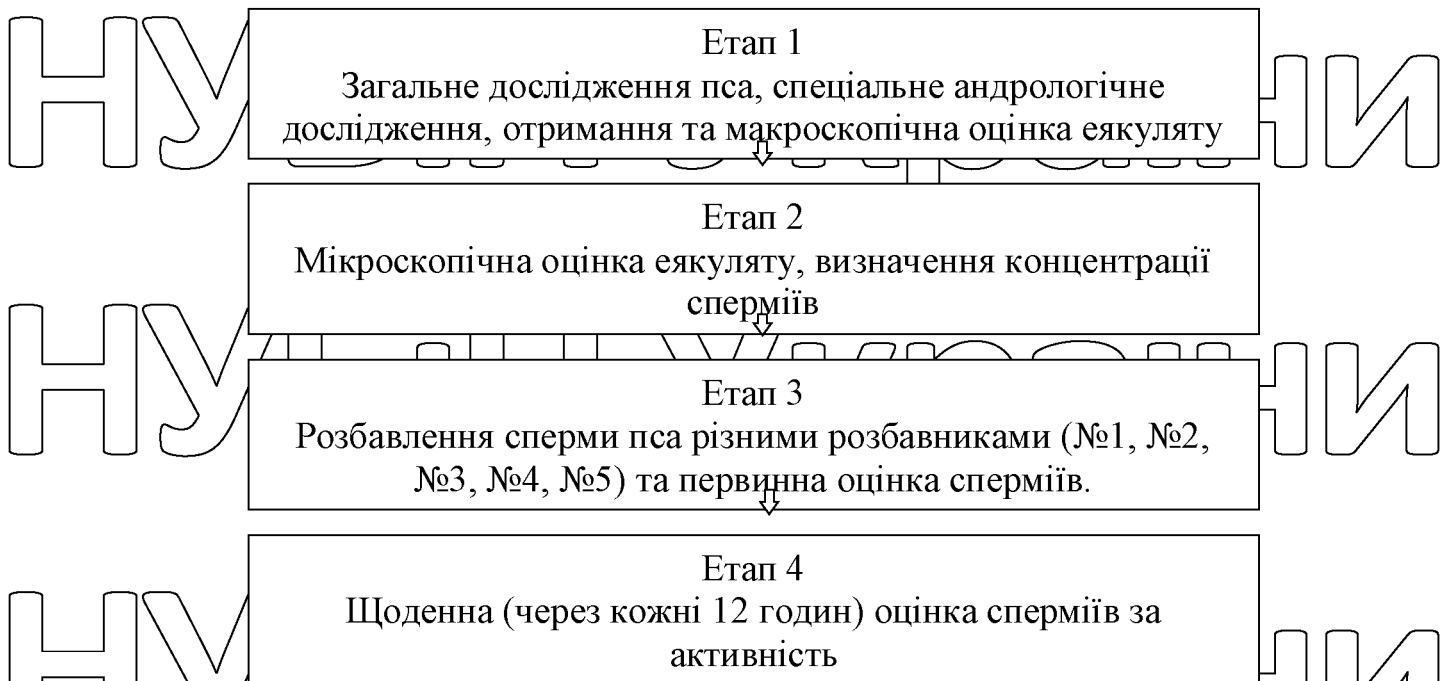 Етап 1
Загальне дослідження пса, спеціальне андрологічне
дослідження, отримання та макроскопічна оцінка еякуляту
Етап 2
Мікроскопічна оцінка еякуляту, визначення концентрації
сперміїв
Етап 3
Розбавлення сперми пса різними розбавниками (№1, №2,
№3, №4, №5) та первинна оцінка сперміїв.
Етап 4
Щоденна (через кожні 12 годин) оцінка сперміїв за
активність